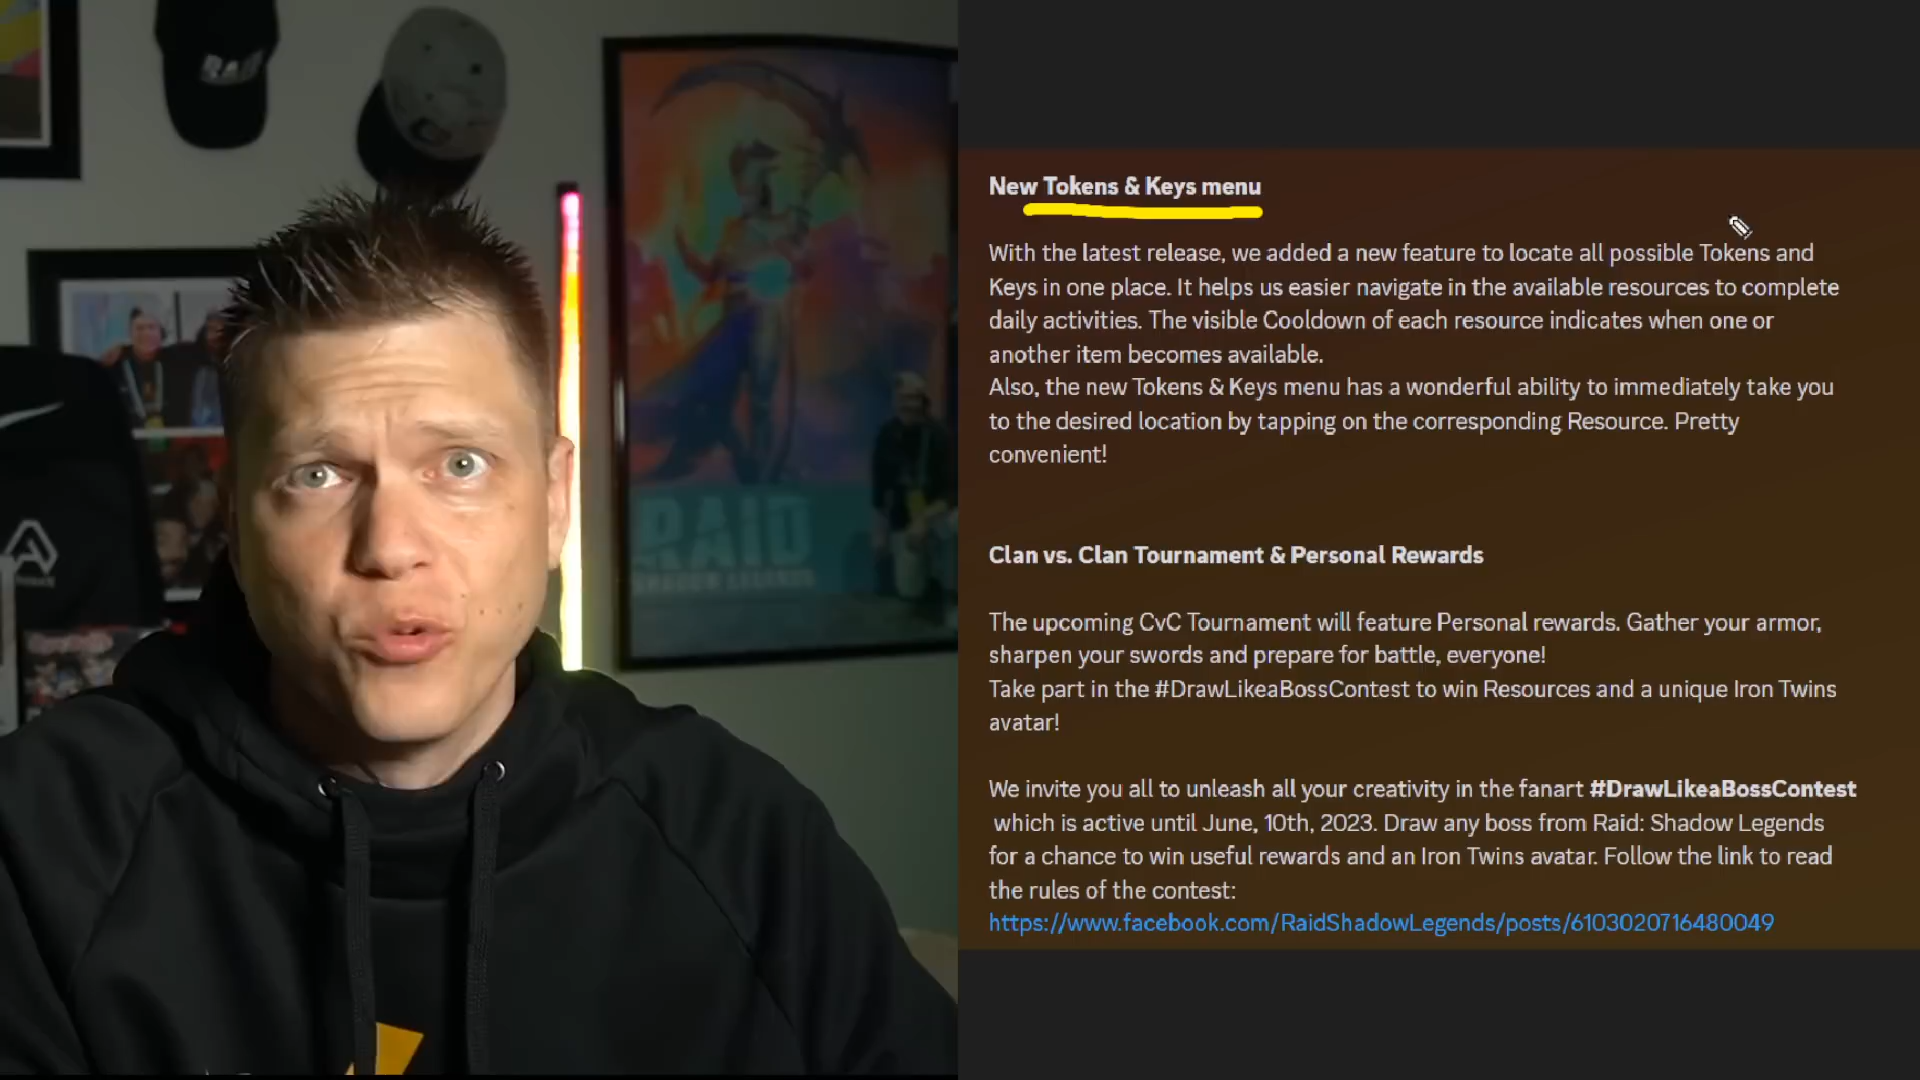 RAID
RAID
SHADOW LEGENDS
New Tokens & Keys menu
With the latest release, we added a new feature to locate all possible Tokens and
Keys in one place. It helps us easier navigate in the available resources to complete
daily activities. The visible Cooldown of each resource indicates when one or
another item becomes available.
Also, the new Tokens & Keys menu has a wonderful ability to immediately take you
to the desired location by tapping on the corresponding Resource. Pretty
convenient!
Clan vs. Clan Tournament & Personal Rewards
The upcoming CvC Tournament will feature Personal rewards. Gather your armor,
sharpen your swords and prepare for battle, everyone!
Take part in the #DrawLikeaBossContest to win Resources and a unique Iron Twins
avatar!
We invite you all to unleash all your creativity in the fanart #DrawLikeaBossContest
which is active until June, 10th, 2023. Draw any boss from Raid: Shadow Legends
for a chance to win useful rewards and an Iron Twins avatar. Follow the link to read
the rules of the contest:
https://www.facebook.com/RaidShadowLegends/posts/6103020716480049